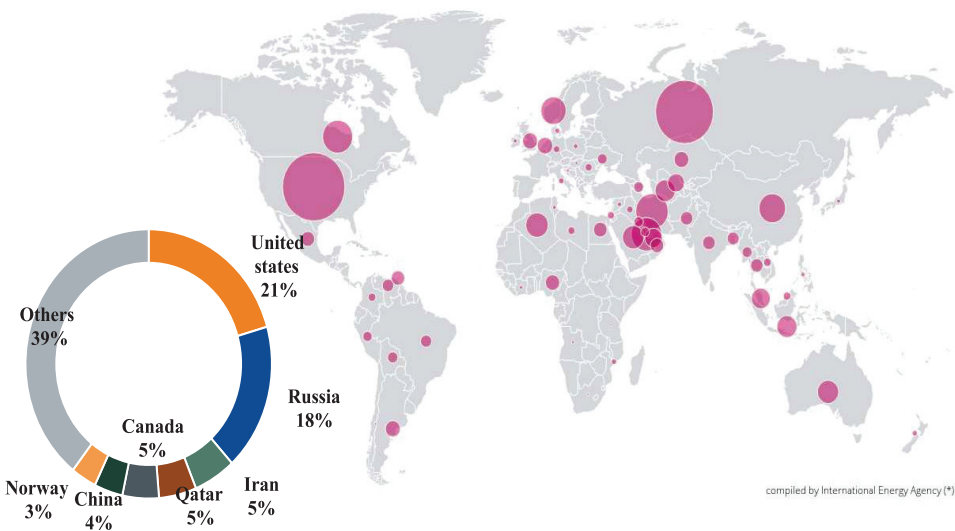 United
states
21%
Others
39%
Russia
18%
Canada
5%
Iran
5%
Qatar
5%
China
4%
Norway
3%
compiled by International Energy Agency (*)